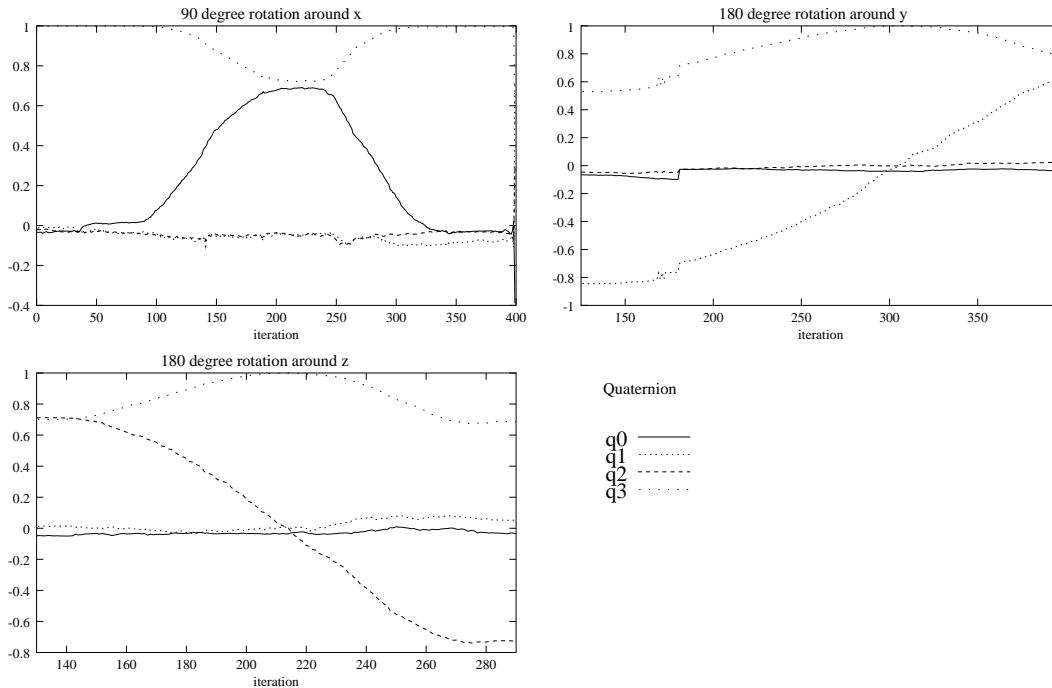 90 degree rotation around x
1
0.8
0.6
0.4
0.2
0
-0.2
-0.4
0 50 100 150 200 250 300 350 400
iteration
180 degree rotation around y
1
0.8
0.6
0.4
0.2
0
-0.2
-0.4
-0.6
-0.8
-1
150 200 250 300 350
iteration
180 degree rotation around z
1
0.8
0.6
0.4
0.2
0
-0.2
-0.4
-0.6
-0.8
140 160 180 200 220 240 260 280
iteration
Quaternion
q0
q1
q2
q3